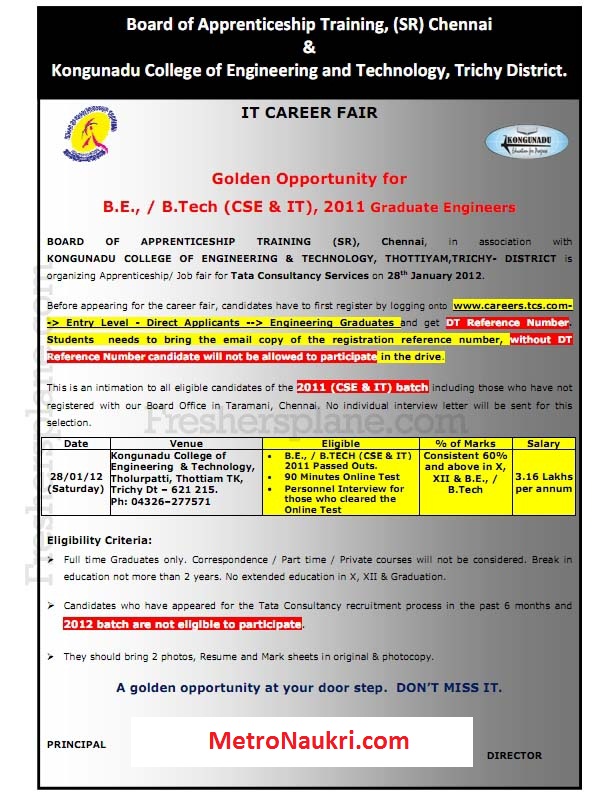 Board of Apprenticeship Training, (SR) Chennai
&
Kongunadu College of Engineering and Technology, Trichy District.
IT CAREER FAIR
KONGUNADU
Education for Progress
Golden Opportunity for
B.E., / B.Tech (CSE & IT), 2011 Graduate Engineers
BOARD OF APPRENTICESHIP TRAINING (SR), Chennai, in association with
KONGUNADU COLLEGE OF ENGINEERING & TECHNOLOGY, THOTTIYAM,TRICHY- DISTRICT is
organizing Apprenticeship/ Job fair for Tata Consultancy Services on 28th January 2012.
Before appearing for the career fair, candidates have to first register by logging onto www.careers.tcs.com-
-> Entry Level - Direct Applicants --> Engineering Graduates and get DT Reference Number.
Students needs to bring the email copy of the registration reference number, without DT
Reference Number candidate will not be allowed to participate in the drive.
This is an intimation to all eligible candidates of the 2011 (CSE & IT) batch including those who have not
registered with our Board Office in Taramani, Chennai. No individual interview letter will be sent for this
selection.
Freshersplane.com
Freshersplane.com
Date Venue Eligible % of Marks Salary
28/01/12
(Saturday)
Kongunadu College of
Engineering & Technology,
Tholurpatti, Thottiam TK,
Trichy Dt – 621 215.
Ph: 04326–277571
• B.E., / B.TECH (CSE & IT)
2011 Passed Outs.
• 90 Minutes Online Test
• Personnel Interview for
those who cleared the
Online Test
Consistent 60%
and above in X,
XII & B.E., /
B.Tech
3.16 Lakhs
per annum
Eligibility Criteria:
➢ Full time Graduates only. Correspondence / Part time / Private courses will not be considered. Break in
education not more than 2 years. No extended education in X, XII & Graduation.
➢ Candidates who have appeared for the Tata Consultancy recruitment process in the past 6 months and
2012 batch are not eligible to participate.
➢ They should bring 2 photos, Resume and Mark sheets in original & photocopy.
A golden opportunity at your door step. DON'T MISS IT.
MetroNaukri.com
PRINCIPAL
DIRECTOR